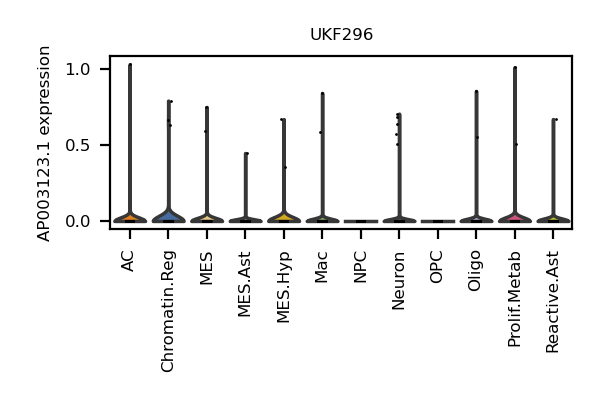 UKF296
AP003123.1 expression
1.0
0.5
0.0
AC
Chromatin.Reg
MES
MES.Ast
MES.Hyp
Mac
NPC
Neuron
OPC
Oligo
Prolif.Metab
Reactive.Ast